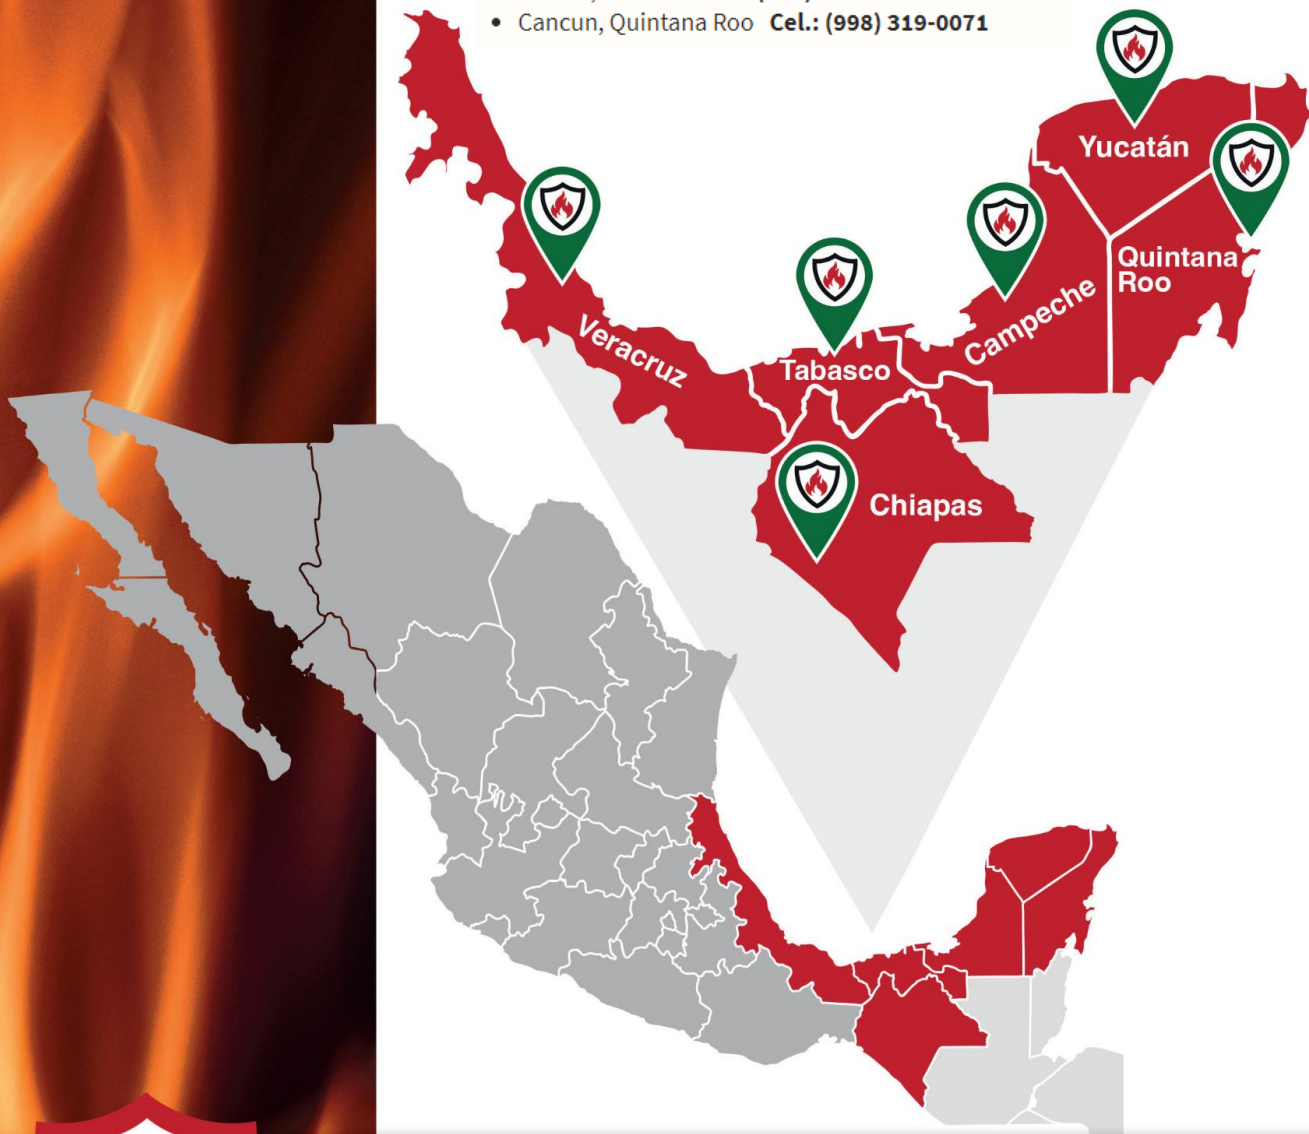 • Cancun, Quintana Roo Cel.: (998) 319-0071
Yucatán
Quintana
Roo
Campeche
Veracruz
Tabasco
Chiapas